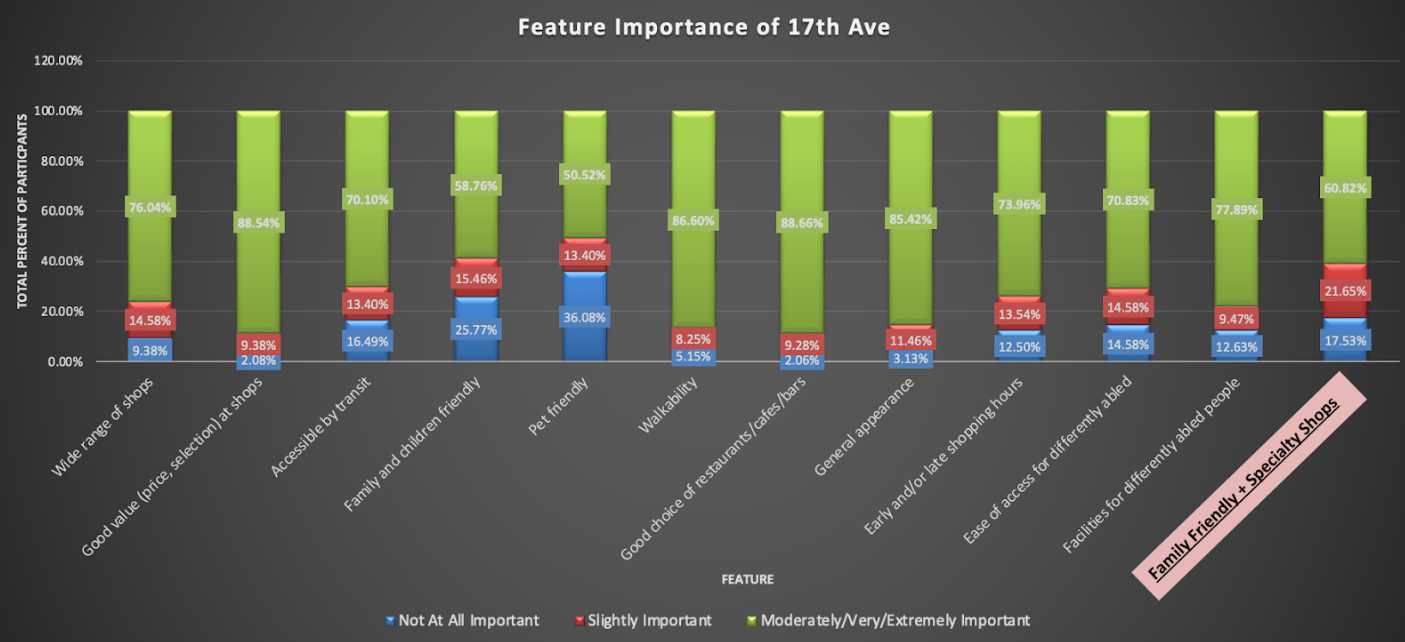 Feature Importance of 17th Ave
TOTAL PERCENT OF PARTICPANTS
120.00%
100.00%
80.00%
60.00%
40.00%
20.00%
0.00%
76.04%
14.58%
9.38%
88.54%
9.38%
2.08%
70.10%
13.40%
16.49%
58.76%
15.46%
25.77%
50.52%
13.40%
36.08%
86.60%
8.25%
5.15%
88.66%
9.28%
2.06%
85.42%
11.46%
3.13%
73.96%
13.54%
12.50%
70.83%
14.58%
14.58%
77.89%
9.47%
12.63%
60.82%
21.65%
17.53%
Wide range of shops
Good value (price, selection) at shops
Accessible by transit
Family and children friendly
Pet friendly
Walkability
Good choice of restaurants/cafes/bars
General appearance
Early and/or late shopping hours
Ease of access for differently abled
Facilities for differently abled people
Family Friendly + Specialty Shops
FEATURE
Not At All Important
Slightly Important
Moderately/Very/Extremely Important